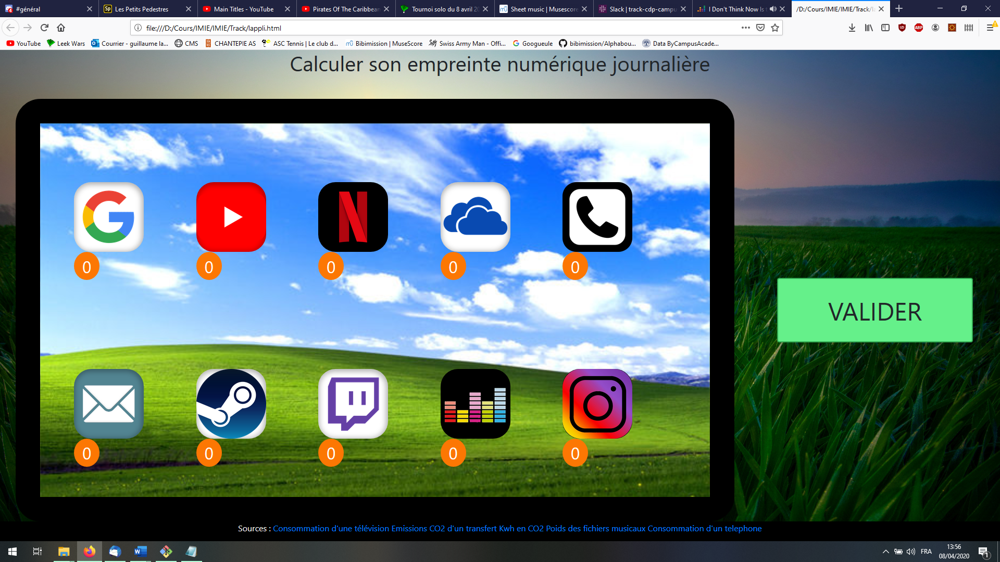 #général
Les Petits Pedestres
Main Titles - YouTube
Pirates Of The Caribbean
Tournoi solo du 8 avril 20
Sheet music | Musescore
Slack | track-cdp-campu
I Don't Think Now Is
/D:/Cours/IMIE/IMIE/Track/la
file:///D:/Cours/IMIE/IMIE/Track/lappli.html
YouTube
Leek Wars
Courrier - guillaume la...
CMS
CHANTEPIE AS
ASC Tennis | Le club d...
Bibimission | MuseScore
Swiss Army Man - Offi...
Googueule
bibimission/Alphabou...
Data ByCampusAcade...
Calculer son empreinte numérique journalière
0 0 0 0 0
VALIDER
0 0 0 0 0
Sources : Consommation d'une télévision Emissions CO2 d'un transfert Kwh en CO2 Poids des fichiers musicaux Consommation d'un telephone
FRA
13:56
08/04/2020
1